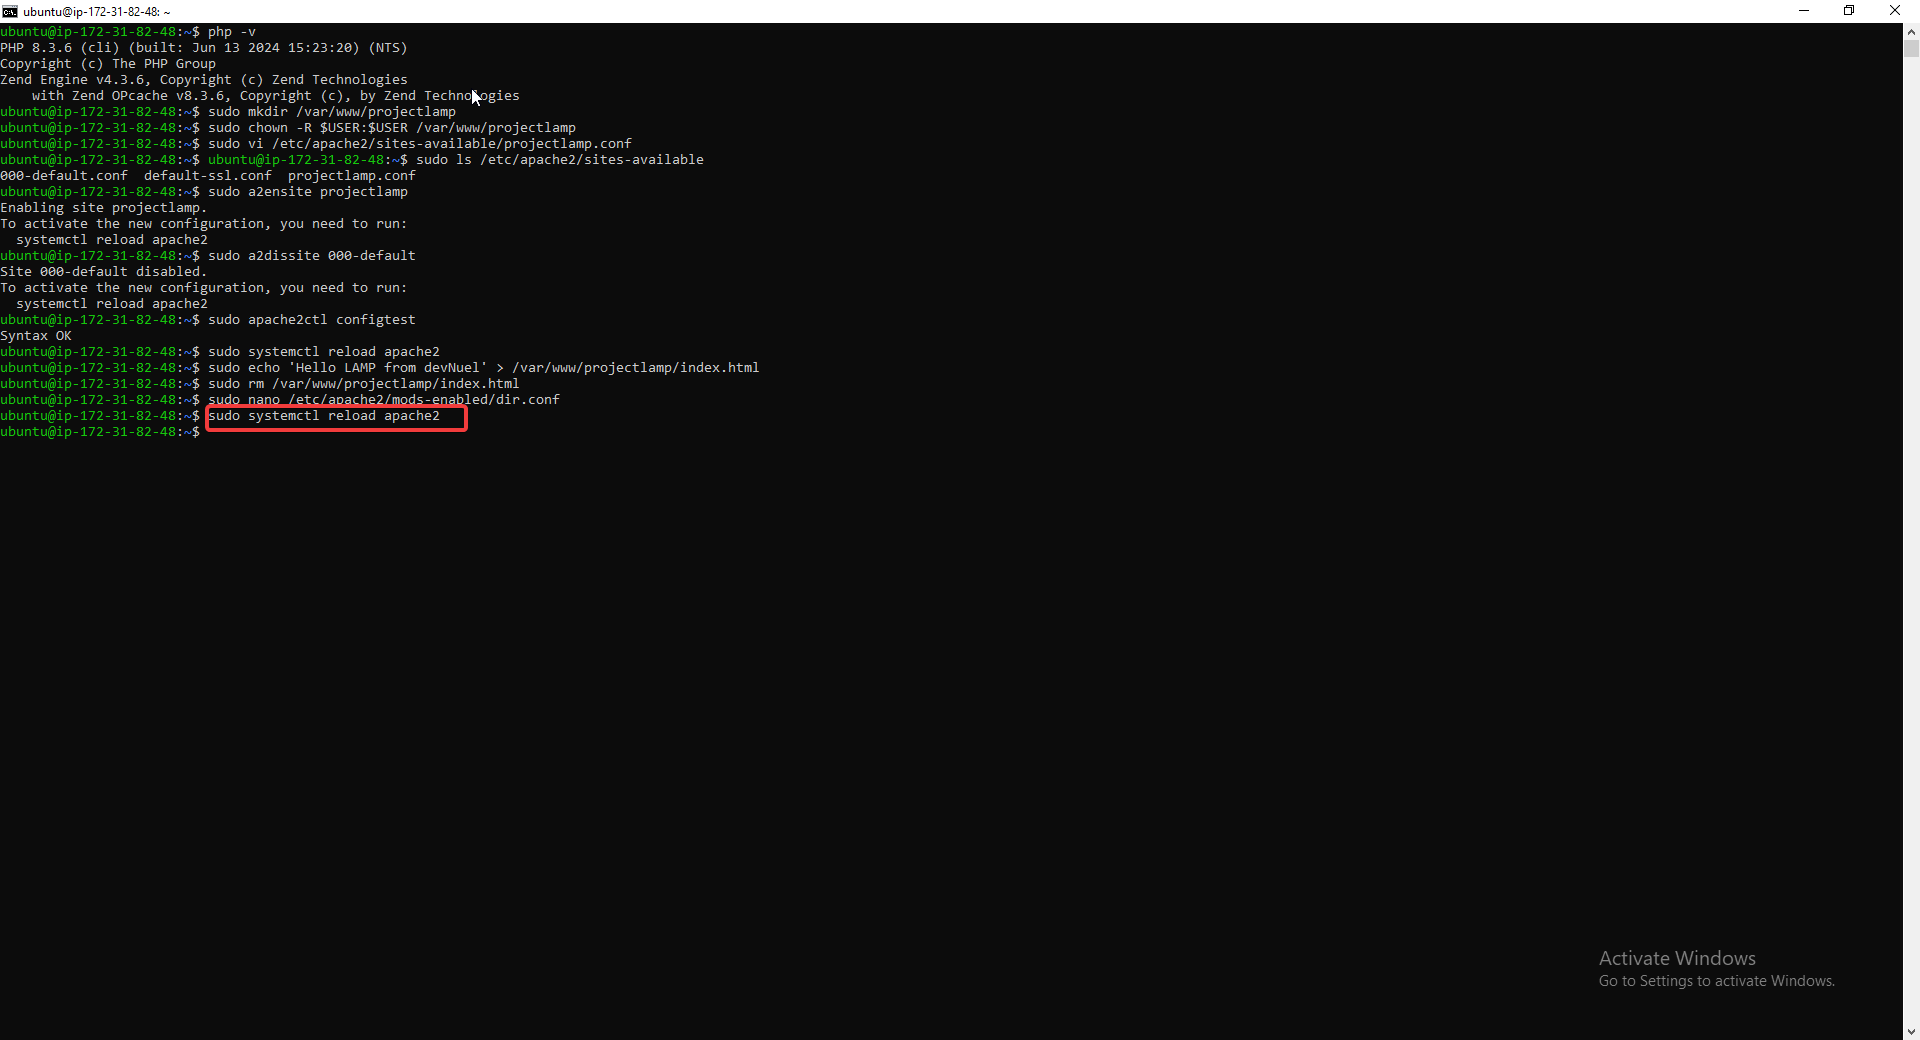 ubuntu@ip-172-31-82-48: ~
ubuntu@ip-172-31-82-48:~$ php -v
PHP 8.3.6 (cli) (built: Jun 13 2024 15:23:20) (NTS)
Copyright (c) The PHP Group
Zend Engine v4.3.6, Copyright (c) Zend Technologies
    with Zend OPcache v8.3.6, Copyright (c), by Zend Technologies
ubuntu@ip-172-31-82-48:~$ sudo mkdir /var/www/projectlamp
ubuntu@ip-172-31-82-48:~$ sudo chown -R $USER:$USER /var/www/projectlamp
ubuntu@ip-172-31-82-48:~$ sudo vi /etc/apache2/sites-available/projectlamp.conf
ubuntu@ip-172-31-82-48:~$ ubuntu@ip-172-31-82-48:~$ sudo ls /etc/apache2/sites-available
000-default.conf  default-ssl.conf  projectlamp.conf
ubuntu@ip-172-31-82-48:~$ sudo a2ensite projectlamp
Enabling site projectlamp.
To activate the new configuration, you need to run:
  systemctl reload apache2
ubuntu@ip-172-31-82-48:~$ sudo a2dissite 000-default
Site 000-default disabled.
To activate the new configuration, you need to run:
  systemctl reload apache2
ubuntu@ip-172-31-82-48:~$ sudo apache2ctl configtest
Syntax OK
ubuntu@ip-172-31-82-48:~$ sudo systemctl reload apache2
ubuntu@ip-172-31-82-48:~$ sudo echo 'Hello LAMP from devNuel' > /var/www/projectlamp/index.html
ubuntu@ip-172-31-82-48:~$ sudo rm /var/www/projectlamp/index.html
ubuntu@ip-172-31-82-48:~$ sudo nano /etc/apache2/mods-enabled/dir.conf
ubuntu@ip-172-31-82-48:~$ sudo systemctl reload apache2
ubuntu@ip-172-31-82-48:~$
Activate Windows
Go to Settings to activate Windows.